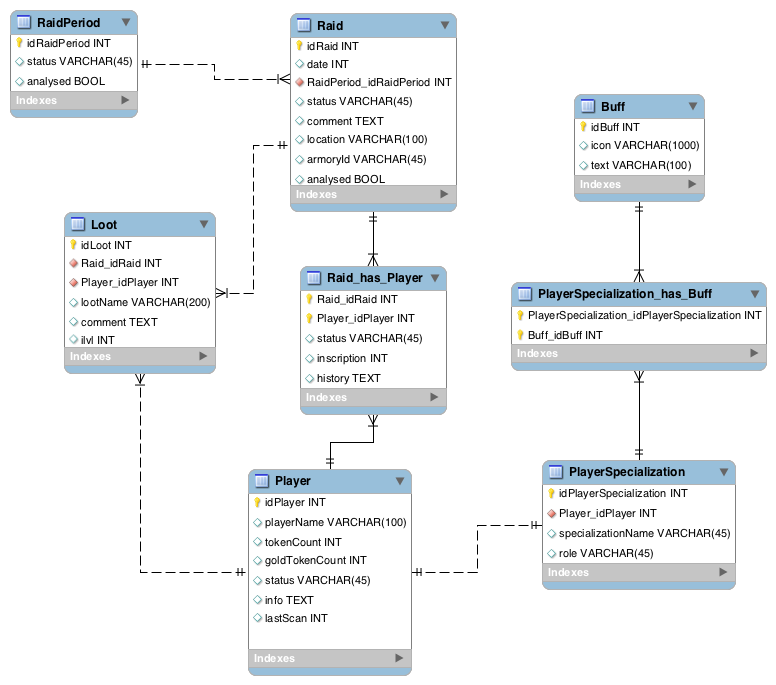 RaidPeriod
idRaidPeriod INT
status VARCHAR(45)
analysed BOOL
Indexes
Raid
idRaid INT
date INT
RaidPeriod_idRaidPeriod INT
status VARCHAR(45)
comment TEXT
location VARCHAR(100)
armoryId VARCHAR(45)
analysed BOOL
Indexes
Buff
idBuff INT
icon VARCHAR(1000)
text VARCHAR(100)
Indexes
Loot
idLoot INT
Raid_idRaid INT
Player_idPlayer INT
lootName VARCHAR(200)
comment TEXT
ilvl INT
Indexes
Raid_has_Player
Raid_idRaid INT
Player_idPlayer INT
status VARCHAR(45)
inscription INT
history TEXT
Indexes
PlayerSpecialization_has_Buff
PlayerSpecialization_idPlayerSpecialization INT
Buff_idBuff INT
Indexes
Player
idPlayer INT
playerName VARCHAR(100)
tokenCount INT
goldTokenCount INT
status VARCHAR(45)
info TEXT
lastScan INT
Indexes
PlayerSpecialization
idPlayerSpecialization INT
Player_idPlayer INT
specializationName VARCHAR(45)
role VARCHAR(45)
Indexes